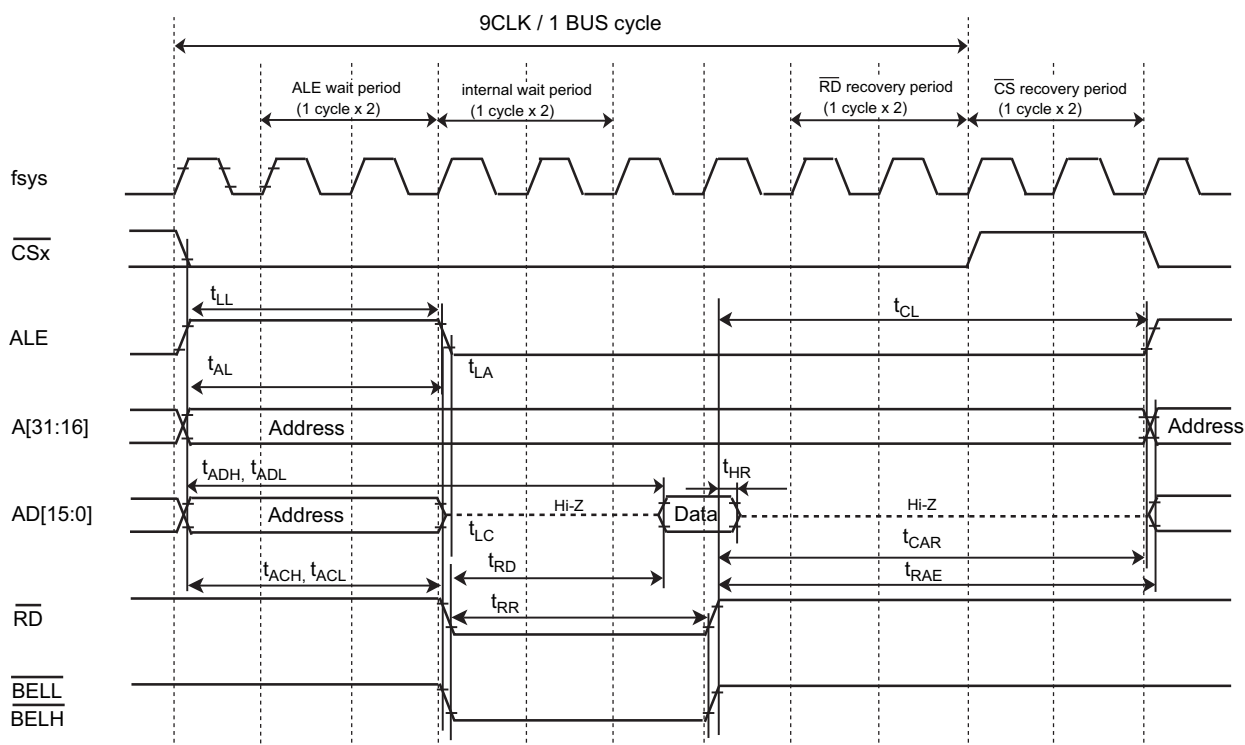 9CLK / 1 BUS cycle
ALE wait period
(1 cycle x 2)
internal wait period
(1 cycle x 2)
RD recovery period
(1 cycle x 2)
CS recovery period
(1 cycle x 2)
fsys
CSx
tLL
tCL
ALE
tAL
tLA
A[31:16]
Address
Address
tADH, tADL
tHR
AD[15:0]
Address
Hi-Z
Data
Hi-Z
tLC
tCAR
tRD
tACH, tACL
tRAE
tRR
RD
BELL
BELH